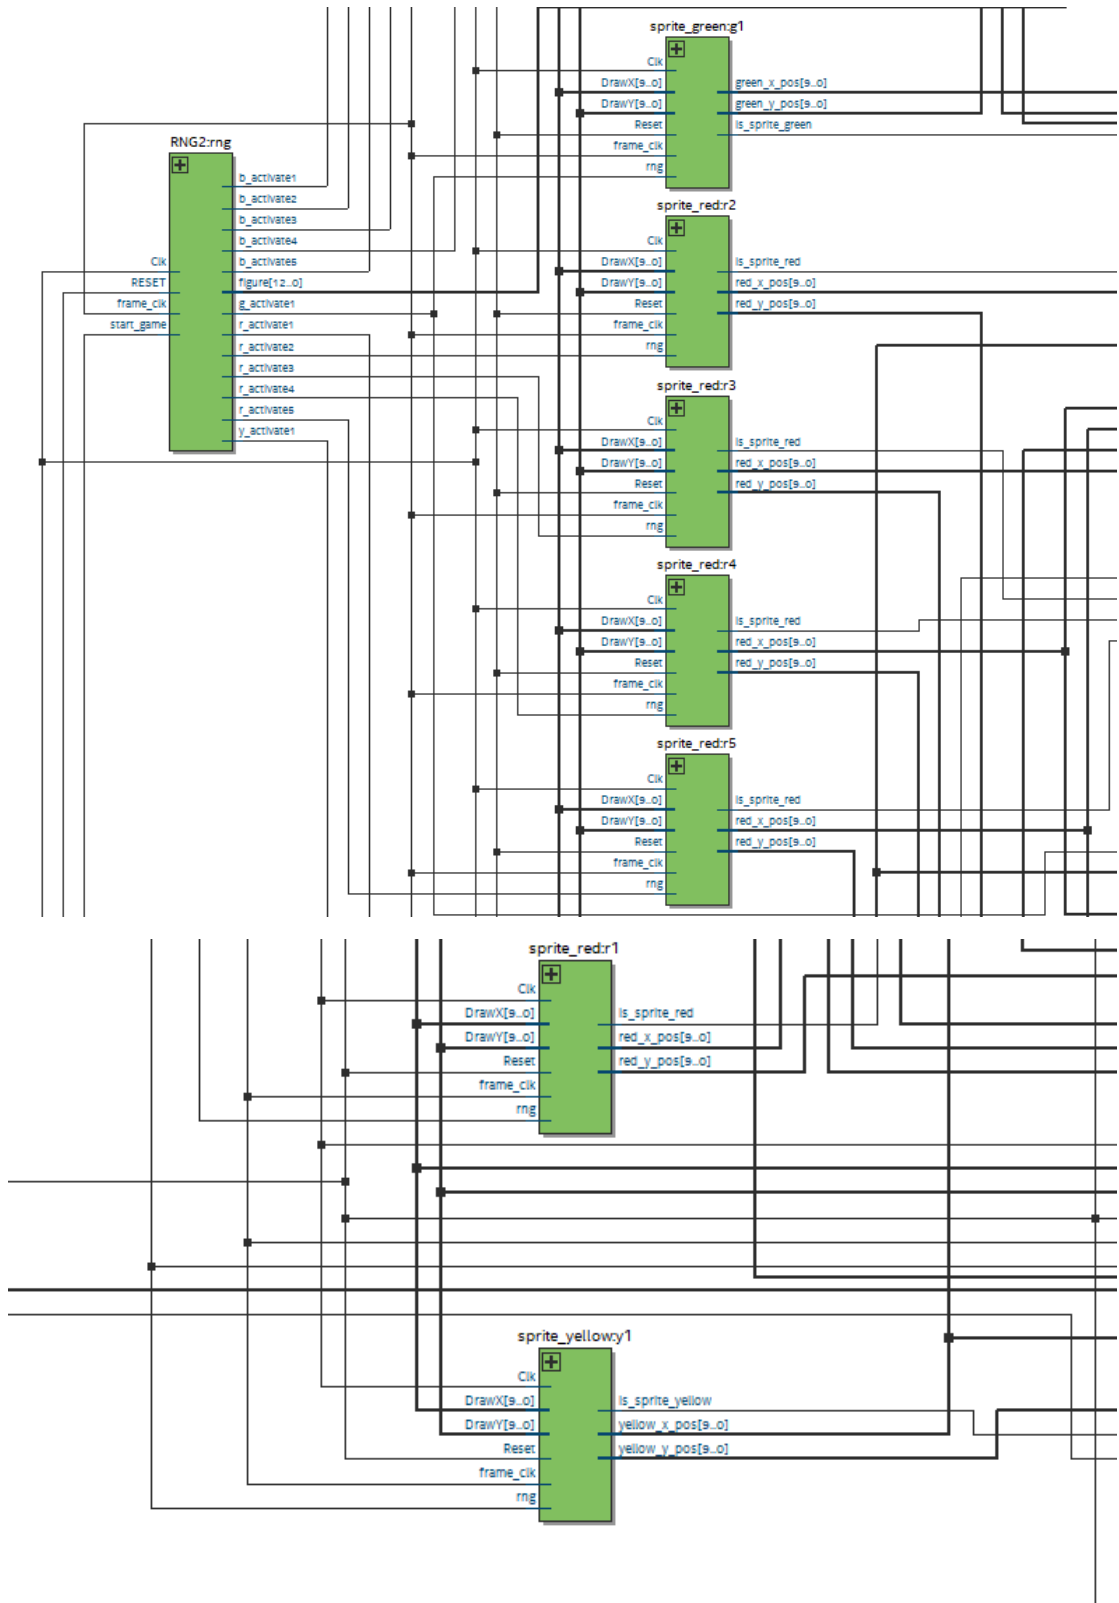 sprite_green:g1
Clk
DrawX[9..0]
DrawY[9..0]
Reset
frame_clk
rng
green_x_pos[9..0]
green_y_pos[9..0]
is_sprite_green
RNG2:rng
Clk
RESET
frame_clk
start_game
b_activate1
b_activate2
b_activate3
b_activate4
b_activate5
figure[12..0]
g_activate1
r_activate1
r_activate2
r_activate3
r_activate4
r_activate5
y_activate1
sprite_red:r2
Clk
DrawX[9..0]
DrawY[9..0]
Reset
frame_clk
rng
is_sprite_red
red_x_pos[9..0]
red_y_pos[9..0]
sprite_red:r3
Clk
DrawX[9..0]
DrawY[9..0]
Reset
frame_clk
rng
is_sprite_red
red_x_pos[9..0]
red_y_pos[9..0]
sprite_red:r4
Clk
DrawX[9..0]
DrawY[9..0]
Reset
frame_clk
rng
is_sprite_red
red_x_pos[9..0]
red_y_pos[9..0]
sprite_red:r5
Clk
DrawX[9..0]
DrawY[9..0]
Reset
frame_clk
rng
is_sprite_red
red_x_pos[9..0]
red_y_pos[9..0]
sprite_red:r1
Clk
DrawX[9..0]
DrawY[9..0]
Reset
frame_clk
rng
is_sprite_red
red_x_pos[9..0]
red_y_pos[9..0]
sprite_yellow:y1
Clk
DrawX[9..0]
DrawY[9..0]
Reset
frame_clk
rng
is_sprite_yellow
yellow_x_pos[9..0]
yellow_y_pos[9..0]